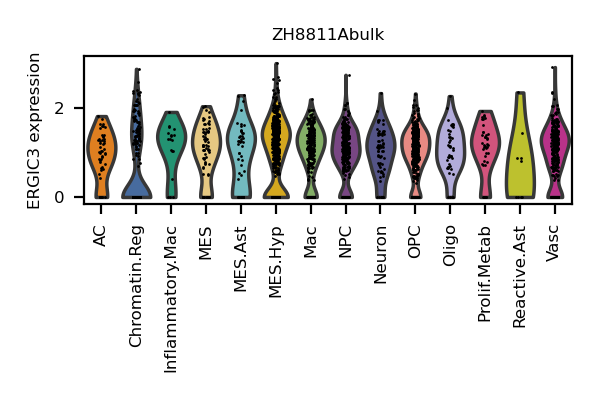 ZH8811Abulk
ERGIC3 expression
2
0
AC
Chromatin.Reg
Inflammatory.Mac
MES
MES.Ast
MES.Hyp
Mac
NPC
Neuron
OPC
Oligo
Prolif.Metab
Reactive.Ast
Vasc